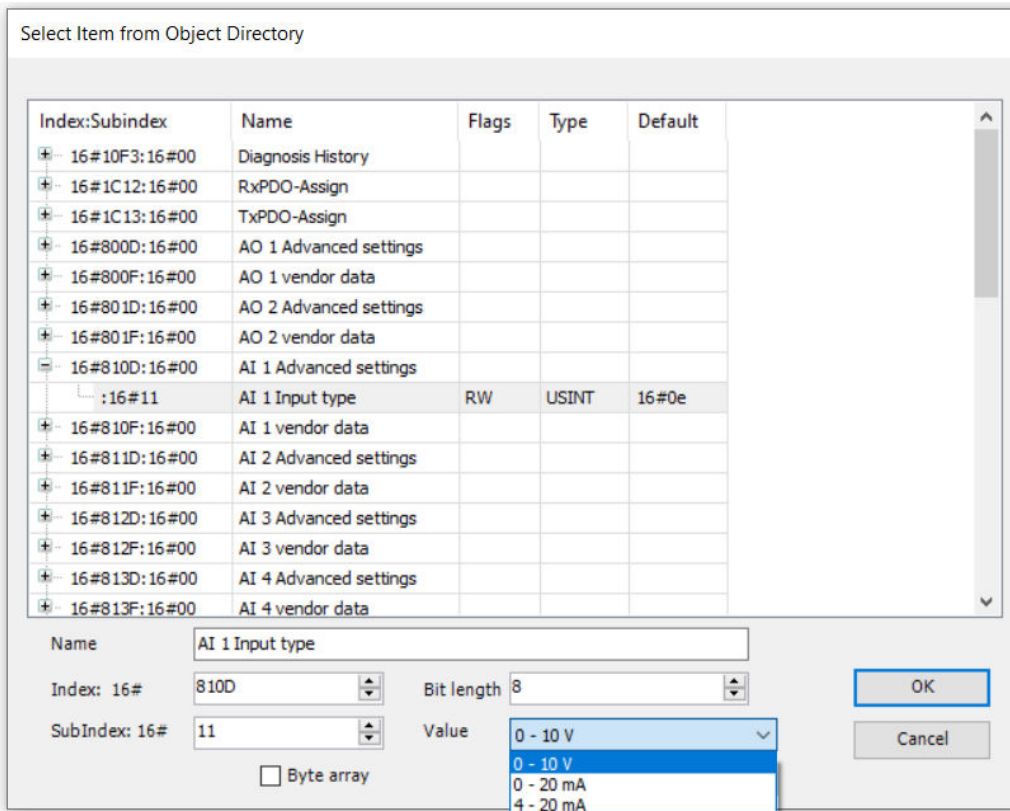 Select Item from Object Directory
Index:Subindex Name Flags Type Default
16#10F3:16#00 Diagnosis History
16#1C12:16#00 RxPDO-Assign
16#1C13:16#00 TxPDO-Assign
16#800D:16#00 AO 1 Advanced settings
16#800F:16#00 AO 1 vendor data
16#801D:16#00 AO 2 Advanced settings
16#801F:16#00 AO 2 vendor data
16#810D:16#00 AI 1 Advanced settings
:16#11 AI 1 Input type RW USINT 16#0e
16#810F:16#00 AI 1 vendor data
16#811D:16#00 AI 2 Advanced settings
16#811F:16#00 AI 2 vendor data
16#812D:16#00 AI 3 Advanced settings
16#812F:16#00 AI 3 vendor data
16#813D:16#00 AI 4 Advanced settings
16#813F:16#00 AI 4 vendor data
Name AI 1 Input type
Index: 16# 810D Bit length 8 OK
SubIndex: 16# 11 Value 0 - 10 V Cancel
0 - 10 V
Byte array 0 - 20 mA
4 - 20 mA